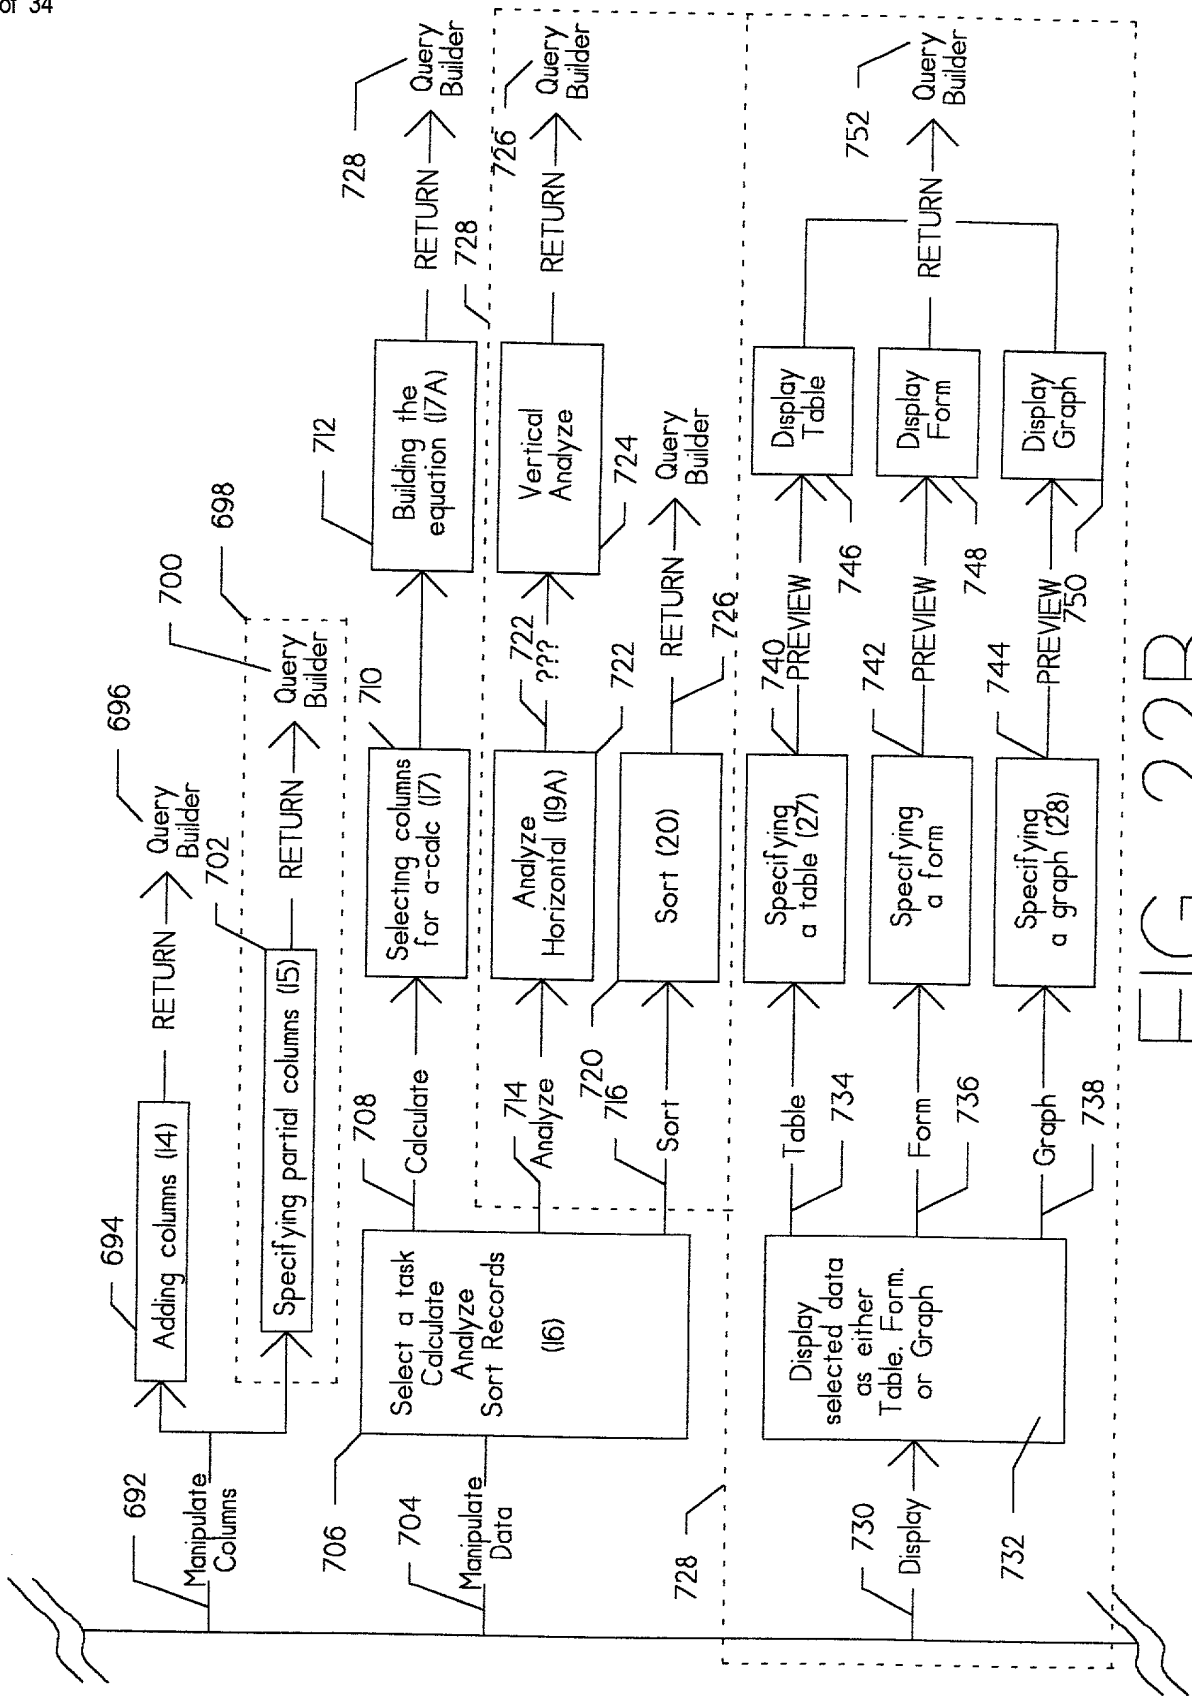 of 34
692
Manipulate
Columns
694
Adding columns (14)
RETURN
696
Query
Builder
702
Specifying partial columns (15)
RETURN
700
Query
Builder
698
704
Manipulate
Data
706
Select a task
Calculate
Analyze
Sort Records
(16)
708
Calculate
710
Selecting columns
for a-calc (17)
712
Building the
equation (17A)
RETURN
728
Query
Builder
728
714
Analyze
Analyze
Horizontal (19A)
722
???
722
Vertical
Analyze
724
RETURN
726
Query
Builder
716
Sort
720
Sort (20)
RETURN
726
Query
Builder
728
730
Display
732
Display
selected data
as either
Table. Form.
or Graph
Table
734
Specifying
a table (27)
740
PREVIEW
Display
Table
746
Form
736
Specifying
a form
742
PREVIEW
Display
Form
748
Graph
738
Specifying
a graph (28)
744
PREVIEW
Display
Graph
750
RETURN
752
Query
Builder
FIG 22B